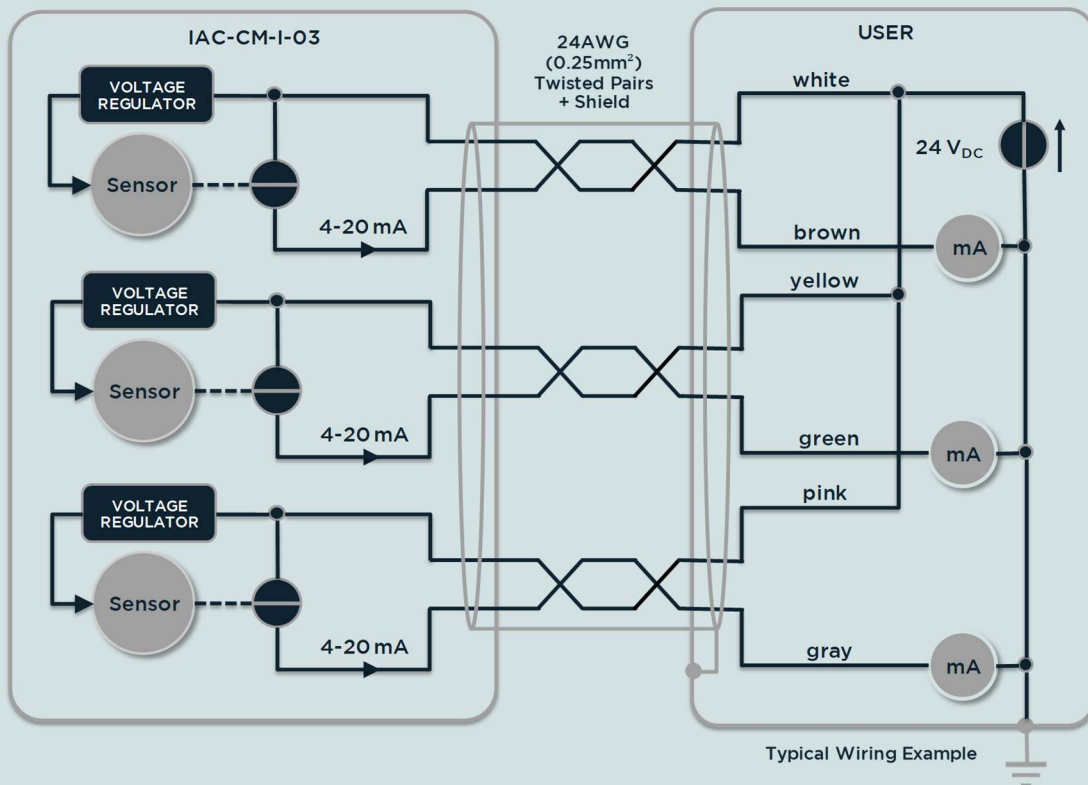 IAC-CM-I-03
USER
24AWG
(0.25mm²)
Twisted Pairs
+ Shield
VOLTAGE
REGULATOR
Sensor
4-20 mA
white
24 VDC
brown
mA
VOLTAGE
REGULATOR
Sensor
4-20 mA
yellow
green
mA
VOLTAGE
REGULATOR
Sensor
4-20 mA
pink
gray
mA
Typical Wiring Example